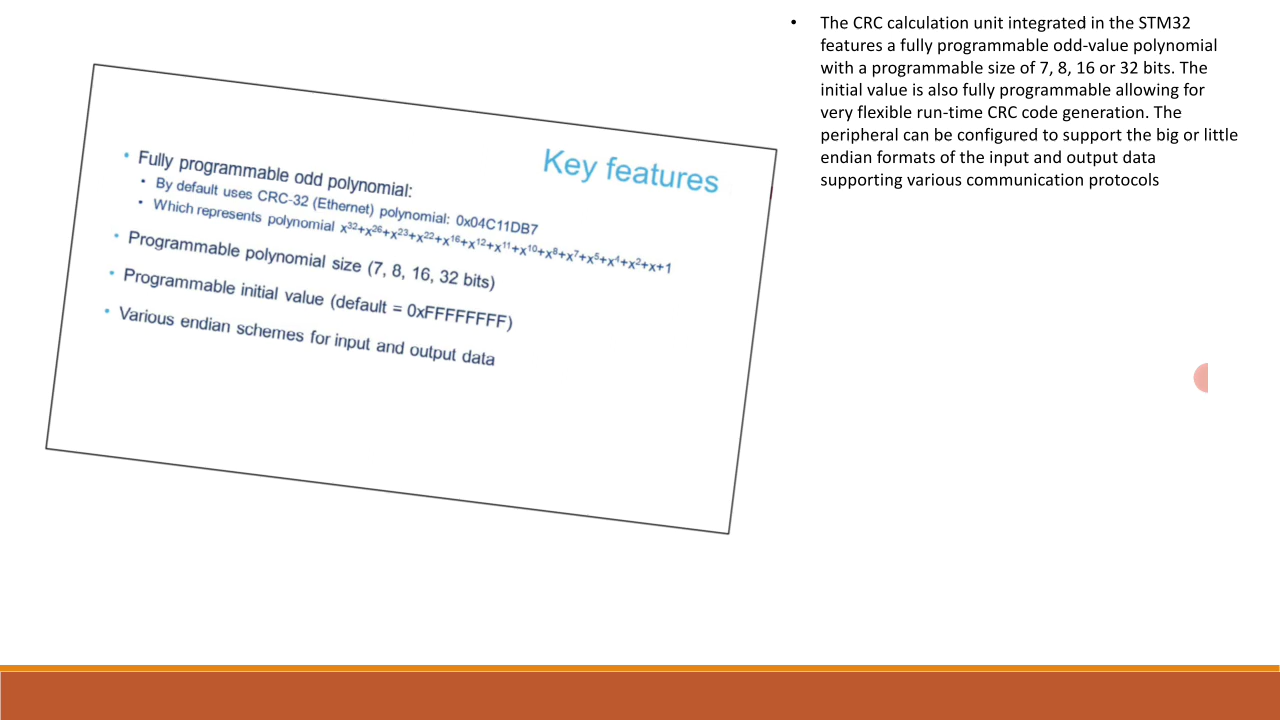 Key features
• Fully programmable odd polynomial:
• By default uses CRC-32 (Ethernet) polynomial: 0x04C11DB7
• Which represents polynomial x³²+x²⁶+x²³+x²²+x¹⁶+x¹²+x¹¹+x¹⁰+x⁸+x⁷+x⁵+x⁴+x²+x+1
• Programmable polynomial size (7, 8, 16, 32 bits)
• Programmable initial value (default = 0xFFFFFFFF)
• Various endian schemes for input and output data
• The CRC calculation unit integrated in the STM32
features a fully programmable odd-value polynomial
with a programmable size of 7, 8, 16 or 32 bits. The
initial value is also fully programmable allowing for
very flexible run-time CRC code generation. The
peripheral can be configured to support the big or little
endian formats of the input and output data
supporting various communication protocols